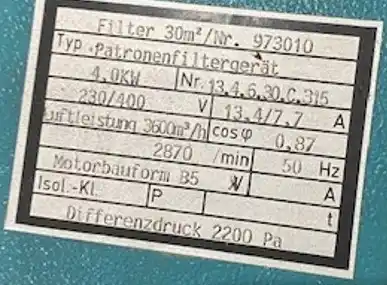 Filter 30m²/Nr. 973010
Typ Patronenfiltergerät
4.0KW Nr. 13.4.6.30.C.315
230/400 V 13.4/7.7 A
Luftleistung 3600m³/h cos φ 0,87
2870 /min 50 Hz
Motorbauform B5 V A
Isol.-Kl. P t
Differenzdruck 2200 Pa